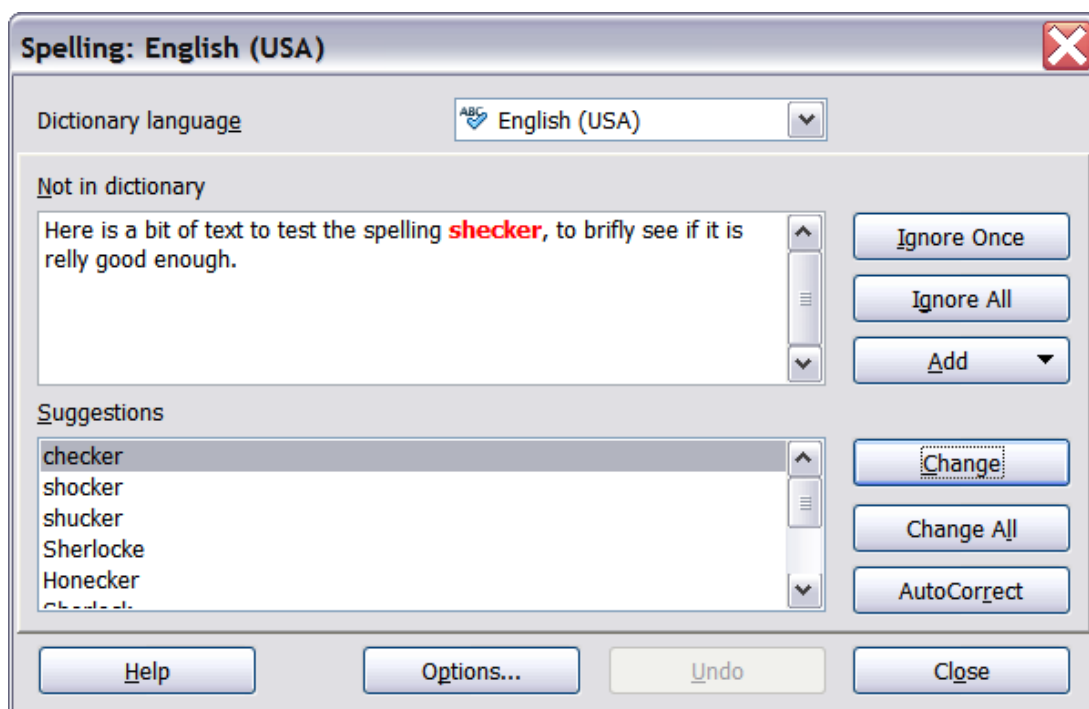 Spelling: English (USA)
Dictionary language
ABC English (USA)
Not in dictionary
Here is a bit of text to test the spelling shecker, to brifly see if it is
relly good enough.
Ignore Once
Ignore All
Add
Suggestions
checker
shocker
shucker
Sherlocke
Honecker
Change
Change All
AutoCorrect
Help
Options...
Undo
Close